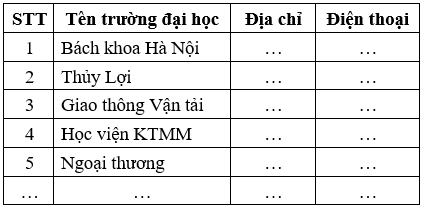 STT Tên trường đại học Địa chỉ Điện thoại
1 Bách khoa Hà Nội … …
2 Thủy Lợi … …
3 Giao thông Vận tải … …
4 Học viện KTMM … …
5 Ngoại thương … …
… … … …